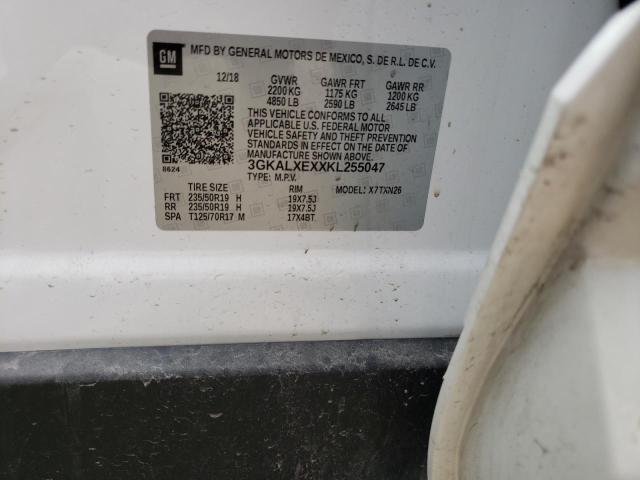 GM
MFD BY GENERAL MOTORS DE MEXICO, S. DE R.L. DE C.V.
12/18 GVWR GAWR FRT GAWR RR
2200 KG 1175 KG 1200 KG
4850 LB 2590 LB 2645 LB
THIS VEHICLE CONFORMS TO ALL
APPLICABLE U.S. FEDERAL MOTOR
VEHICLE SAFETY AND THEFT PREVENTION
STANDARDS IN EFFECT ON THE DATE OF
MANUFACTURE SHOWN ABOVE.
8624 3GKALXEXXKL255047
TYPE: M.P.V.
TIRE SIZE RIM MODEL: X7TXN26
FRT 235/50R19 H 19X7.5J
RR 235/50R19 H 19X7.5J
SPA T125/70R17 M 17X4BT